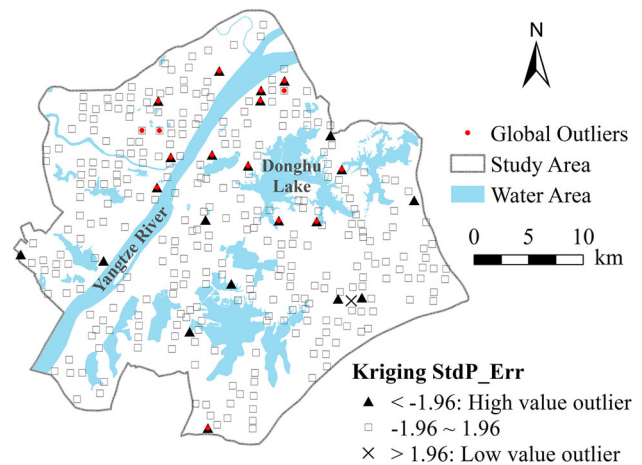 N
Global Outliers
Study Area
Water Area
Donghu
Lake
Yangtze River
0 5 10
km
Kriging StdP_Err
< -1.96: High value outlier
-1.96 ~ 1.96
> 1.96: Low value outlier